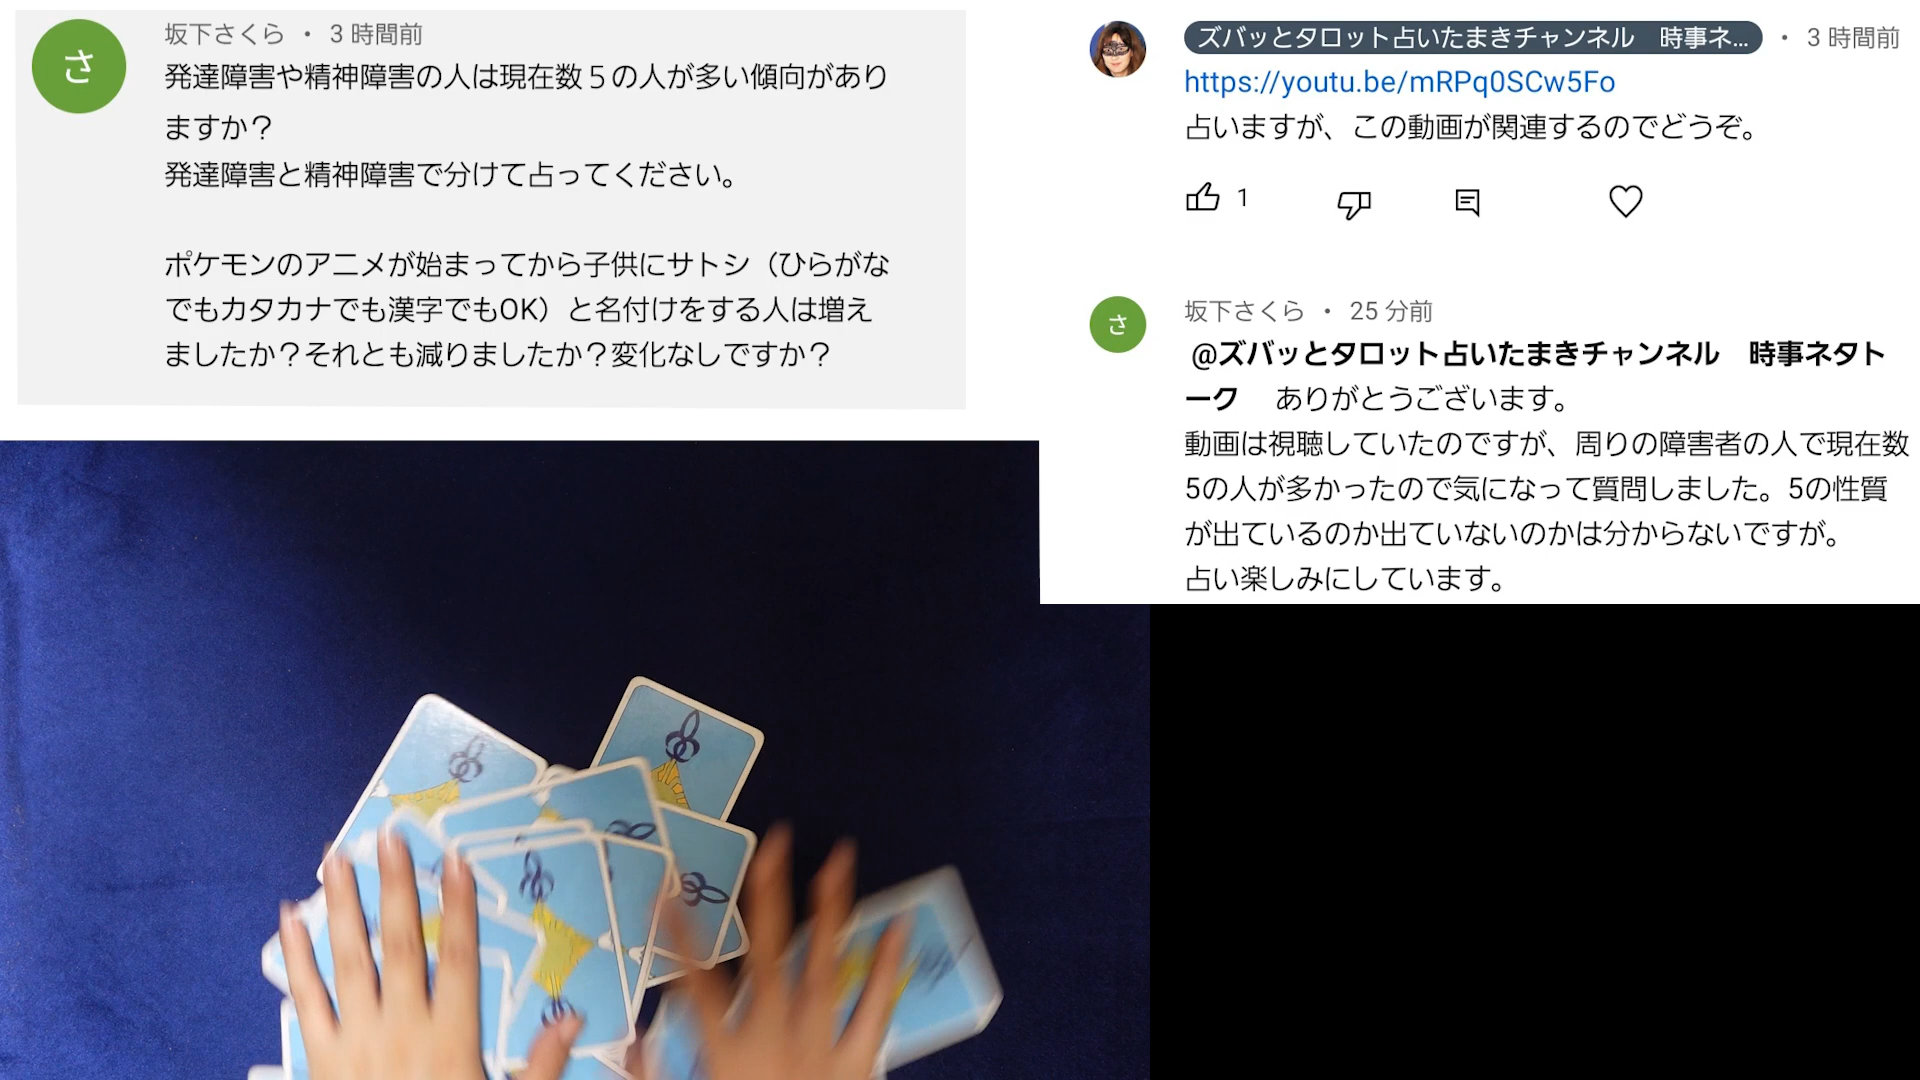 さ
坂下さくら ・ 3 時間前
発達障害や精神障害の人は現在数５の人が多い傾向があり
ますか？
発達障害と精神障害で分けて占ってください。
ポケモンのアニメが始まってから子供にサトシ（ひらがな
でもカタカナでも漢字でもOK）と名付けをする人は増え
ましたか？それとも減りましたか？変化なしですか？
ズバッとタロット占いたまきチャンネル　時事ネ... ・ 3 時間前
https://youtu.be/mRPq0SCw5Fo
占いますが、この動画が関連するのでどうぞ。
1
さ
坂下さくら ・ 25 分前
@ズバッとタロット占いたまきチャンネル　時事ネタト
ーク　ありがとうございます。
動画は視聴していたのですが、周りの障害者の人で現在数
5の人が多かったので気になって質問しました。5の性質
が出ているのか出ていないのかは分からないですが。
占い楽しみにしています。